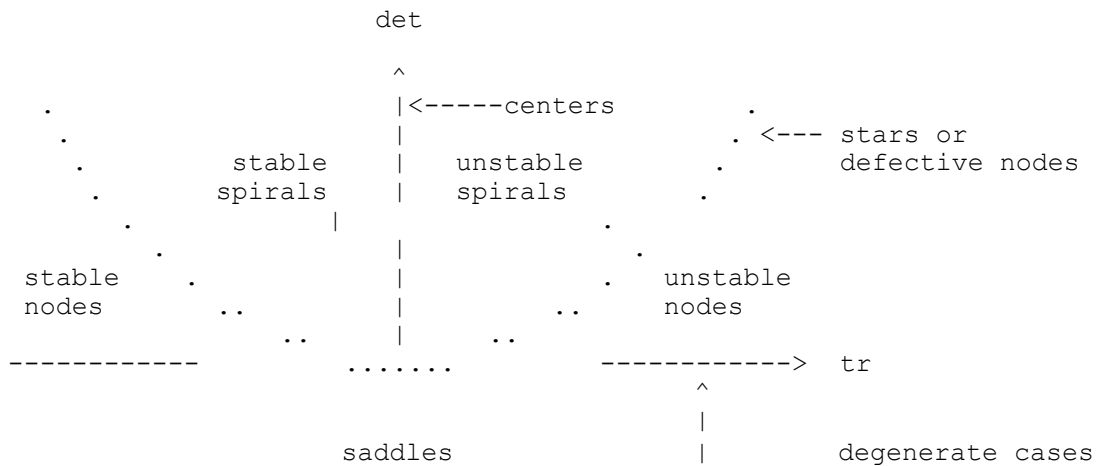 det
^
. |<-----centers .
. | . <--- stars or
. stable | unstable . defective nodes
. spirals | spirals .
. | .
. | .
stable . | . unstable
nodes .. | .. nodes
.. | ..
------------ ....... ------------> tr
^
|
saddles | degenerate cases